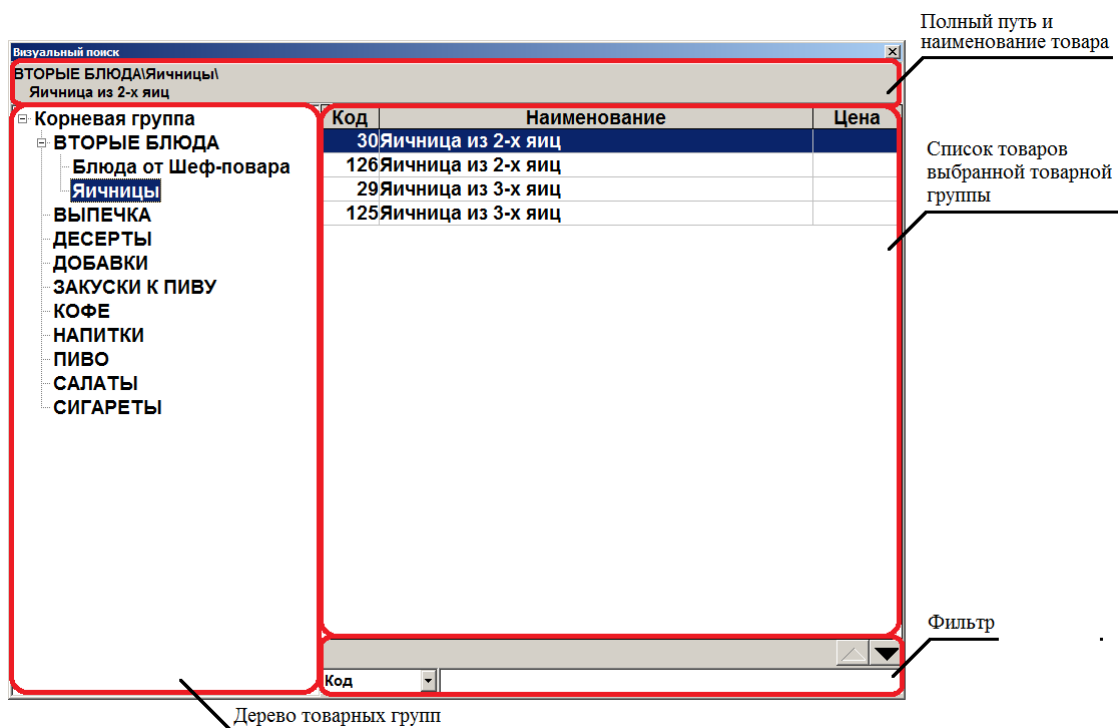 Полный путь и
наименование товара
Визуальный поиск
ВТОРЫЕ БЛЮДА\Яичницы\
Яичница из 2-х яиц
Корневая группа
ВТОРЫЕ БЛЮДА
Блюда от Шеф-повара
Яичницы
ВЫПЕЧКА
ДЕСЕРТЫ
ДОБАВКИ
ЗАКУСКИ К ПИВУ
КОФЕ
НАПИТКИ
ПИВО
САЛАТЫ
СИГАРЕТЫ
Код Наименование Цена
30 Яичница из 2-х яиц
126 Яичница из 2-х яиц
29 Яичница из 3-х яиц
125 Яичница из 3-х яиц
Список товаров
выбранной товарной
группы
Фильтр
Код
Дерево товарных групп